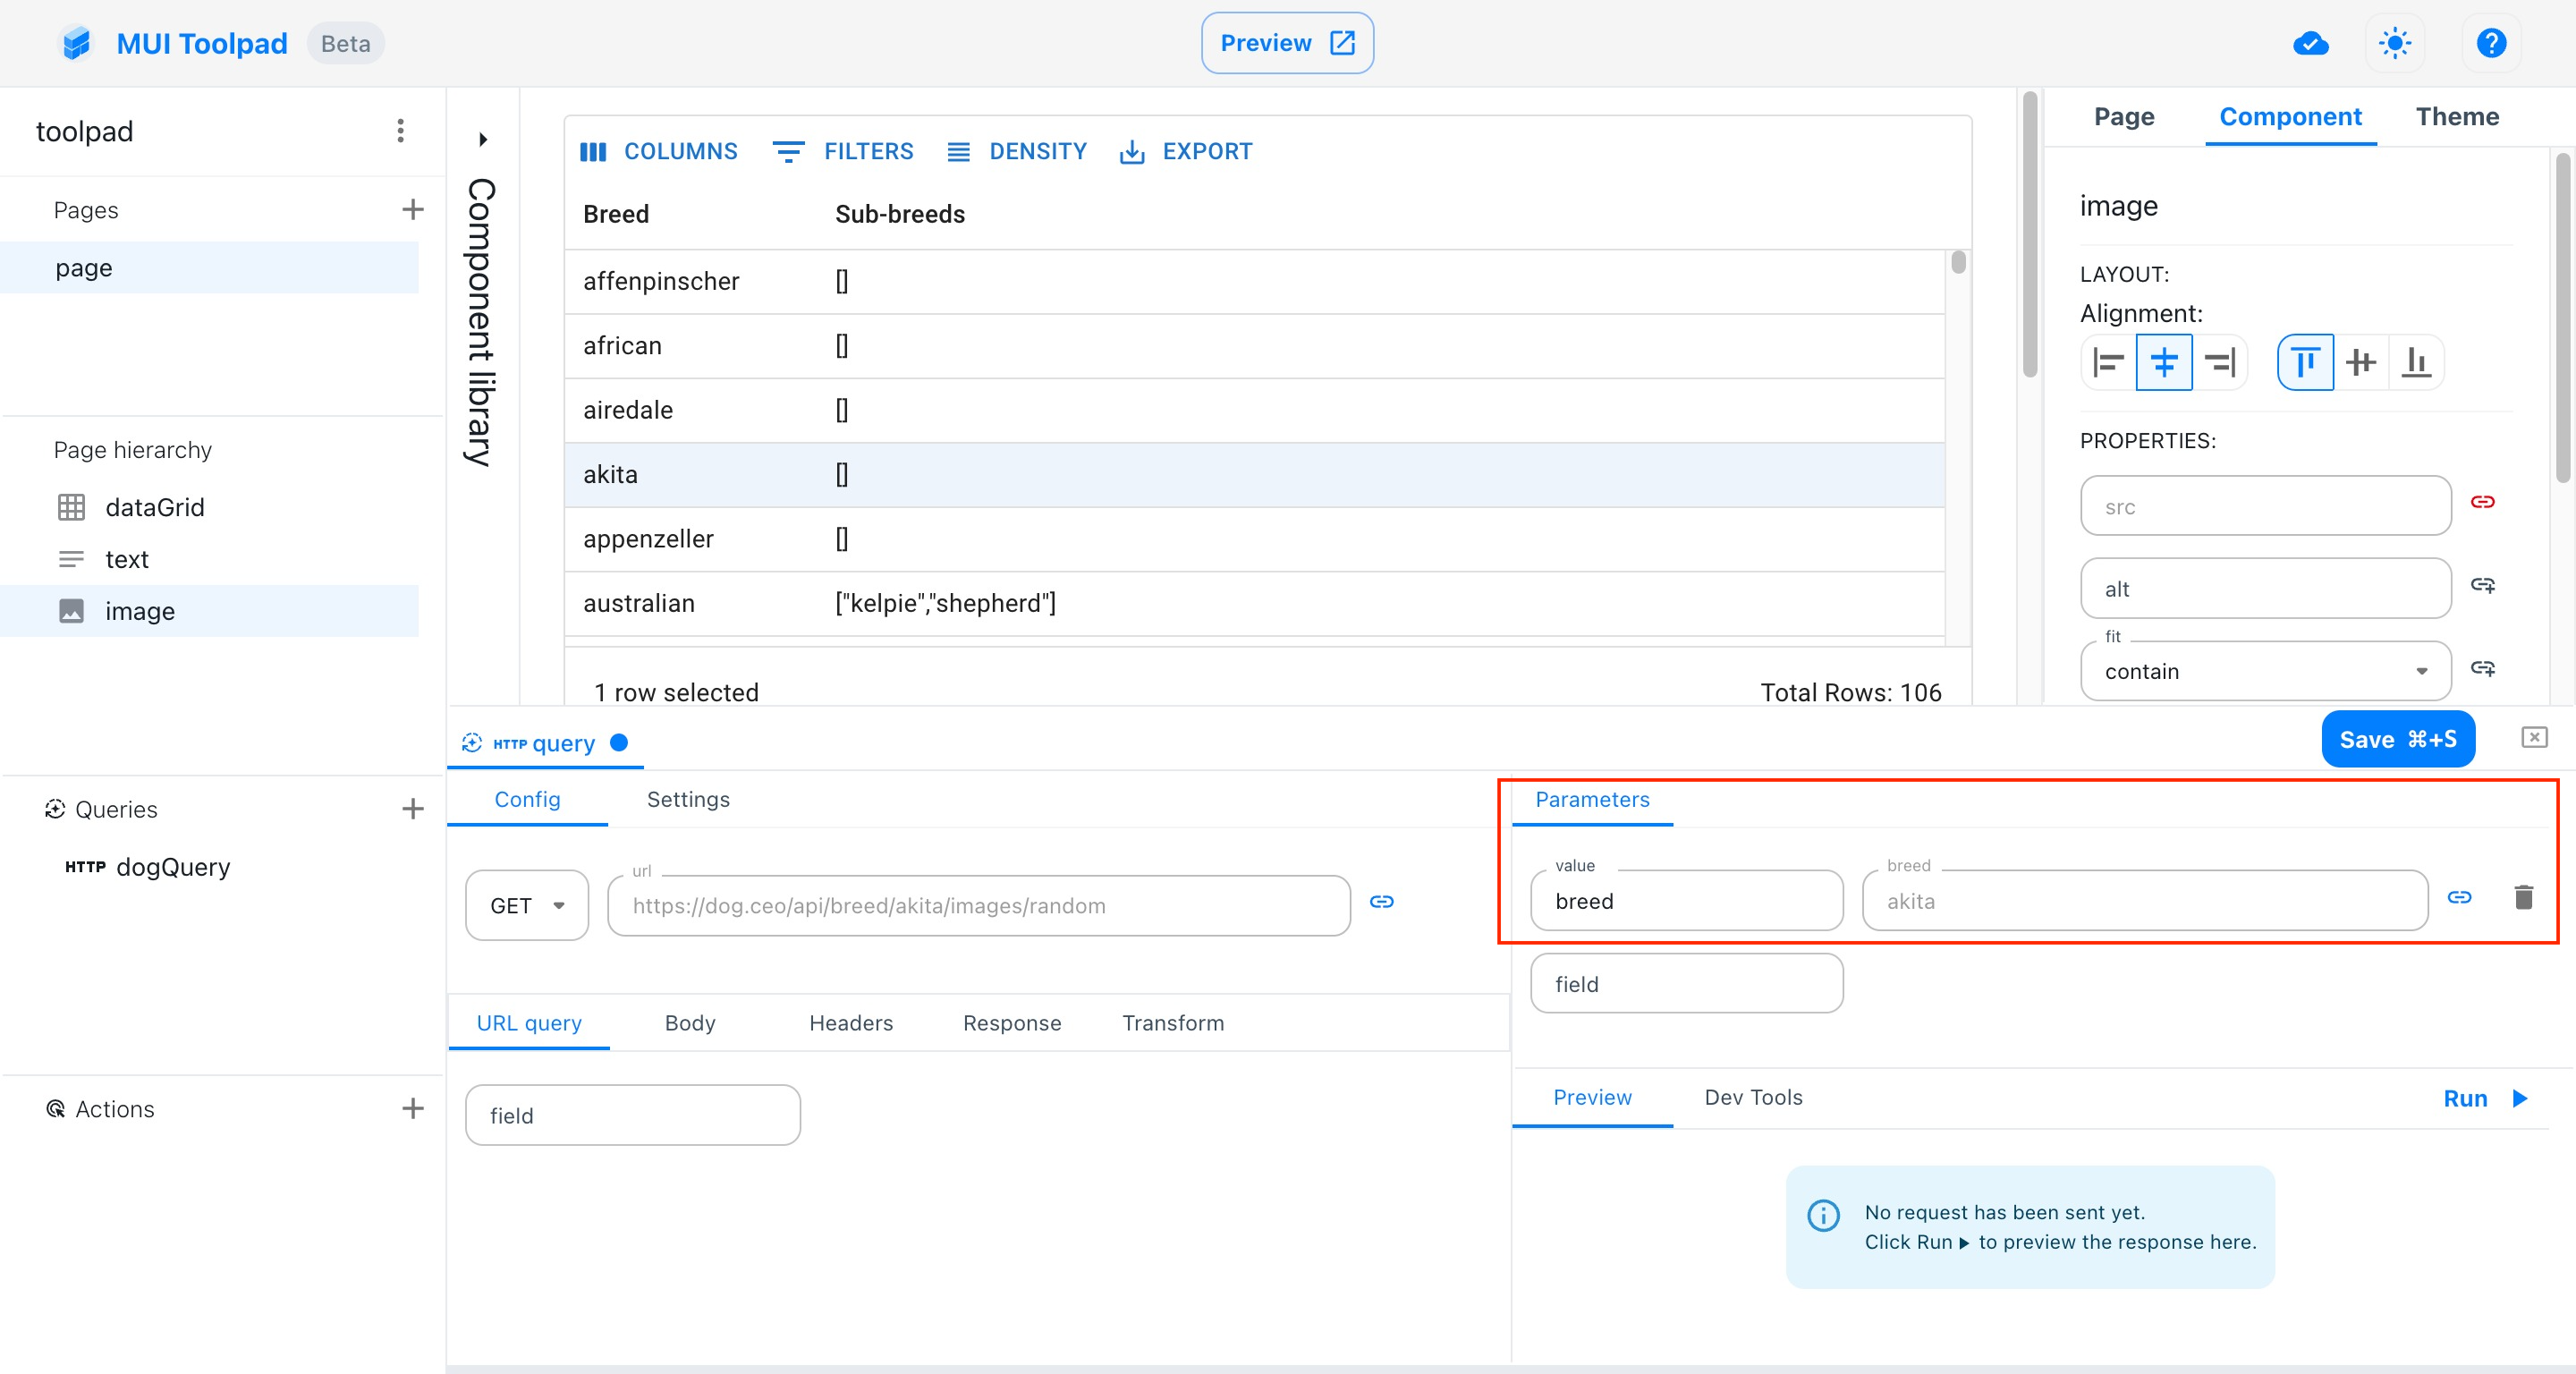 MUI Toolpad Beta
Preview
toolpad
Pages
page
Page hierarchy
dataGrid
text
image
Queries
HTTP dogQuery
Actions
Component library
COLUMNS FILTERS DENSITY EXPORT
Breed Sub-breeds
affenpinscher []
african []
airedale []
akita []
appenzeller []
australian ["kelpie","shepherd"]
1 row selected Total Rows: 106
Page Component Theme
image
LAYOUT:
Alignment:
PROPERTIES:
src
alt
fit
contain
HTTP query
Save ⌘+S
Config Settings
GET
url
https://dog.ceo/api/breed/akita/images/random
URL query Body Headers Response Transform
field
Parameters
value breed
breed akita
field
Preview Dev Tools Run
No request has been sent yet.
Click Run ▶ to preview the response here.